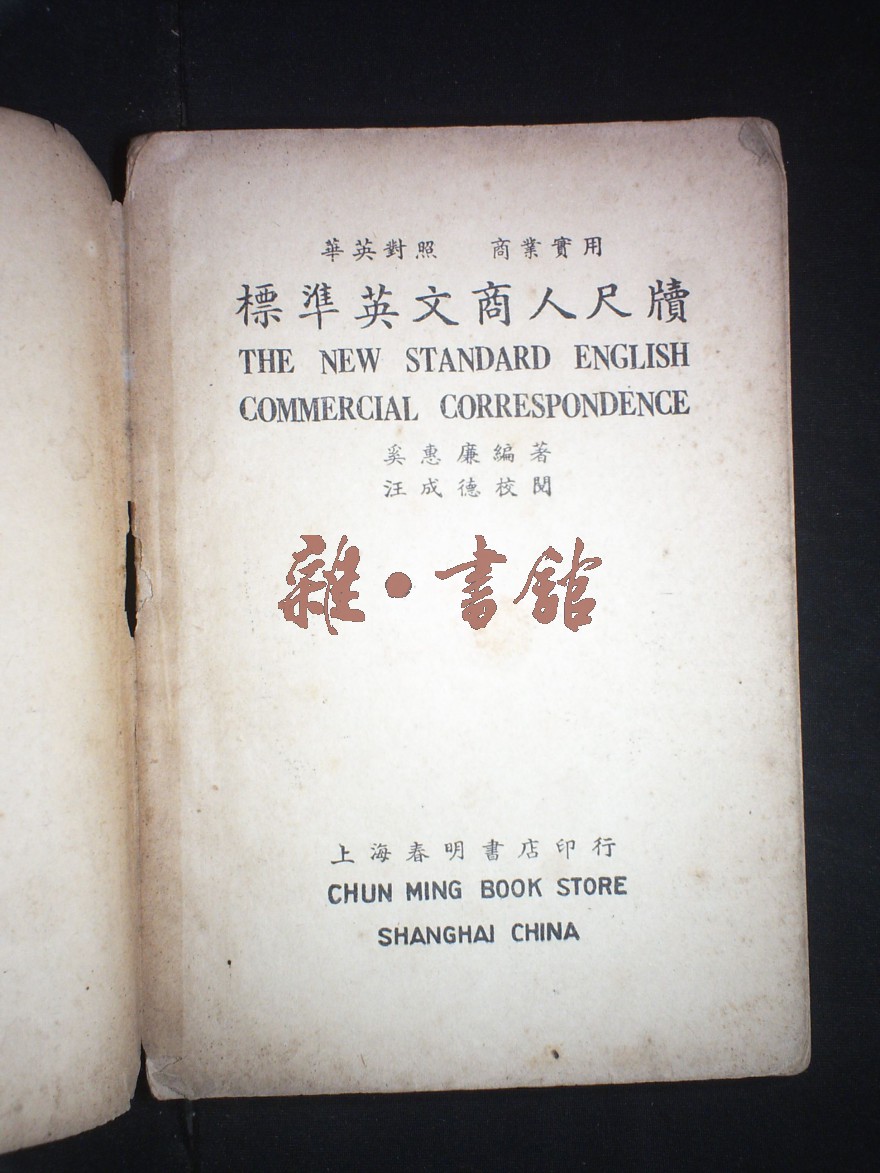 華英對照 商業實用
標準英文商人尺牘
THE NEW STANDARD ENGLISH
COMMERCIAL CORRESPONDENCE
奚惠廉編著
汪成德校閱
雜·書館
上海春明書店印行
CHUN MING BOOK STORE
SHANGHAI CHINA